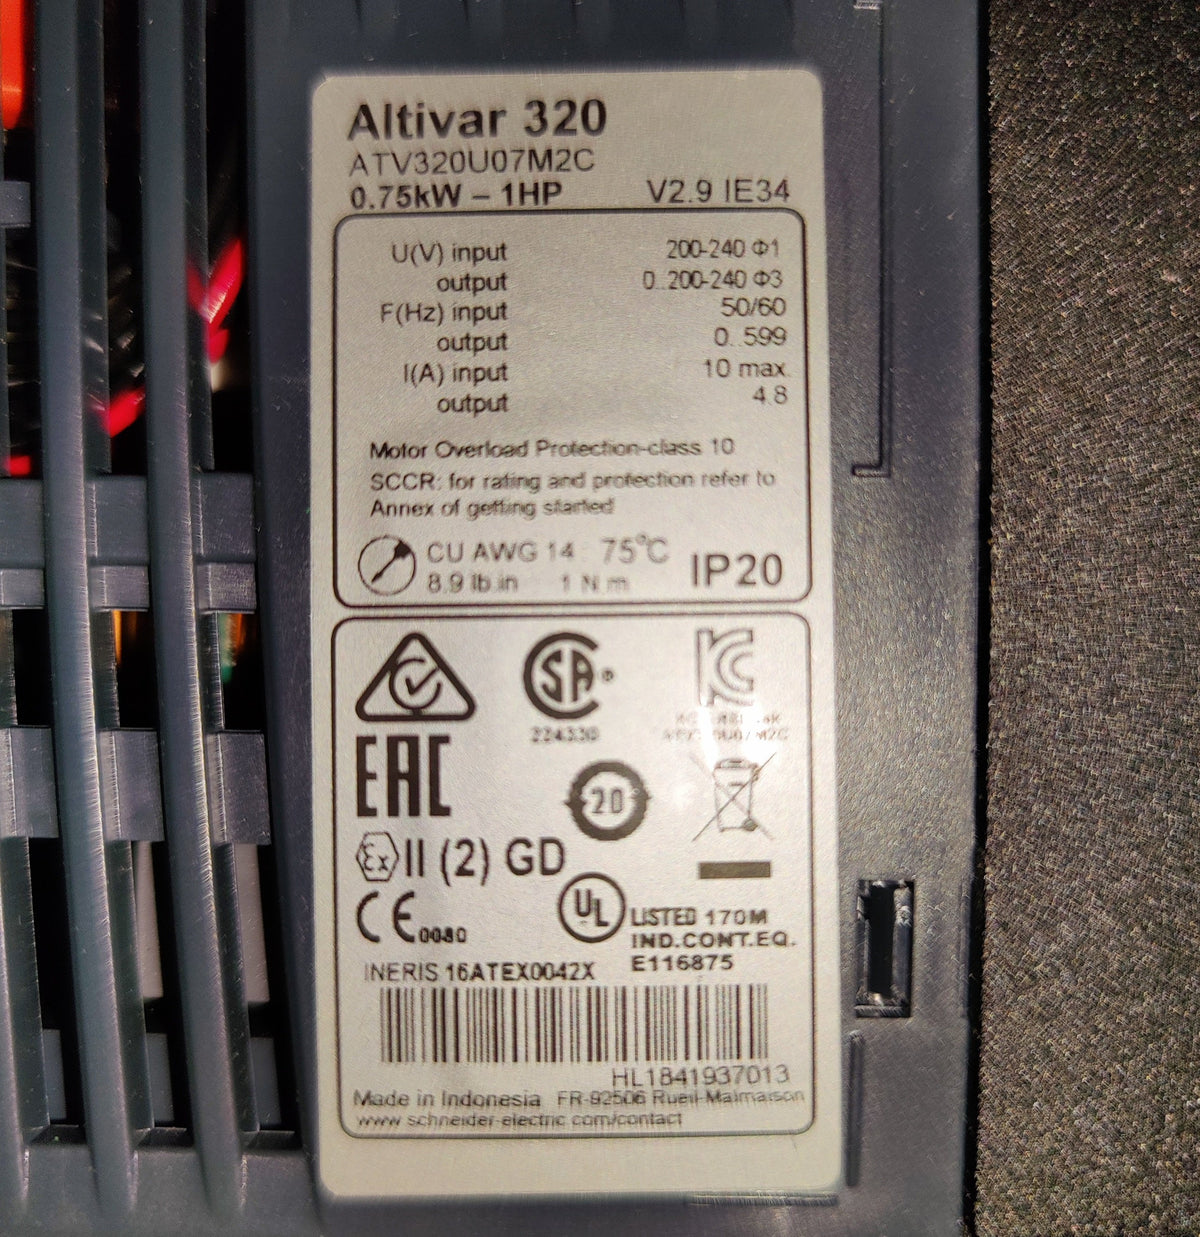 Altivar 320
ATV320U07M2C
0.75kW – 1HP V2.9 IE34
U(V) input 200-240 Φ1
output 0..200-240 Φ3
F(Hz) input 50/60
output 0..599
I(A) input 10 max.
output 4.8
Motor Overload Protection-class 10
SCCR: for rating and protection refer to
Annex of getting started
CU AWG 14 75°C
8.9 lb.in 1 N.m IP20
SA
224330
ATV320U07M2C
EAC
20
Ex II (2) GD
CE 0080
UL LISTED 170M
IND.CONT.EQ.
E116875
INERIS 16ATEX0042X
HL1841937013
Made in Indonesia FR-92506 Rueil-Malmaison
www.schneider-electric.com/contact